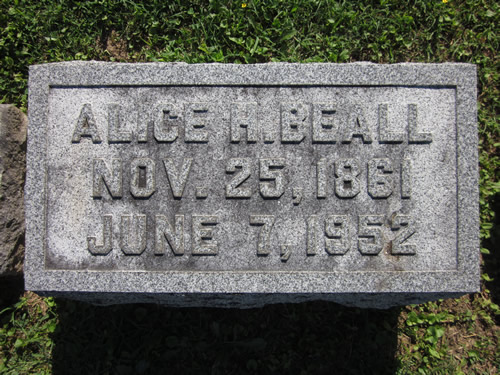 ALICE H. BEALL
NOV. 25, 1861
JUNE 7, 1952